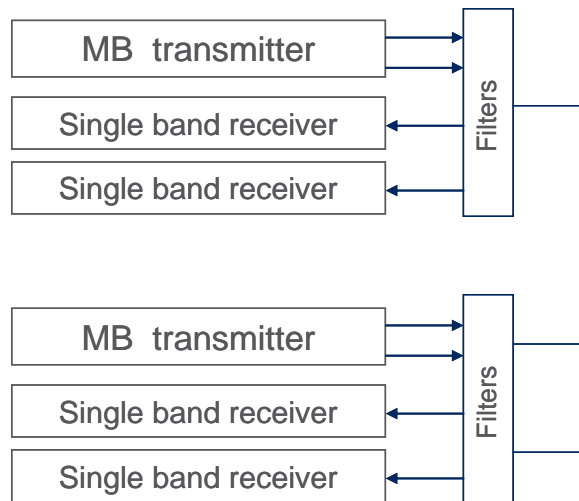 MB transmitter
Single band receiver
Single band receiver
Filters
MB transmitter
Single band receiver
Single band receiver
Filters